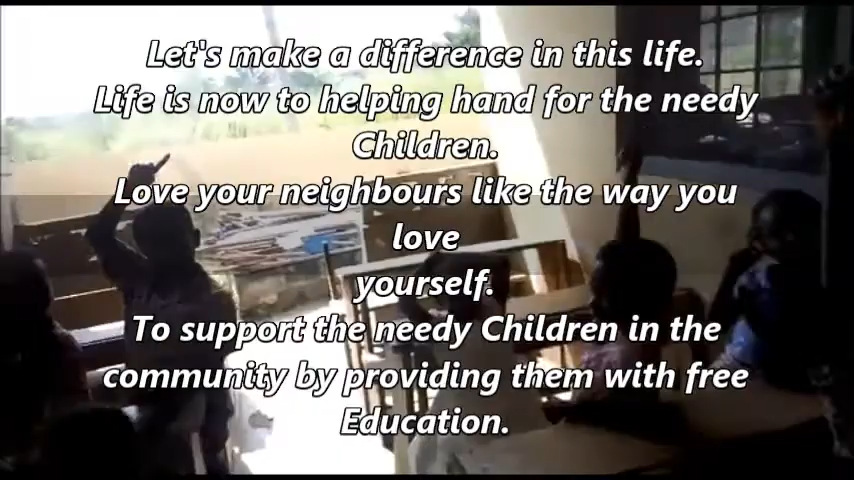 Let's make a difference in this life.
Life is now to helping hand for the needy
Children.
Love your neighbours like the way you
love
yourself.
To support the needy Children in the
community by providing them with free
Education.